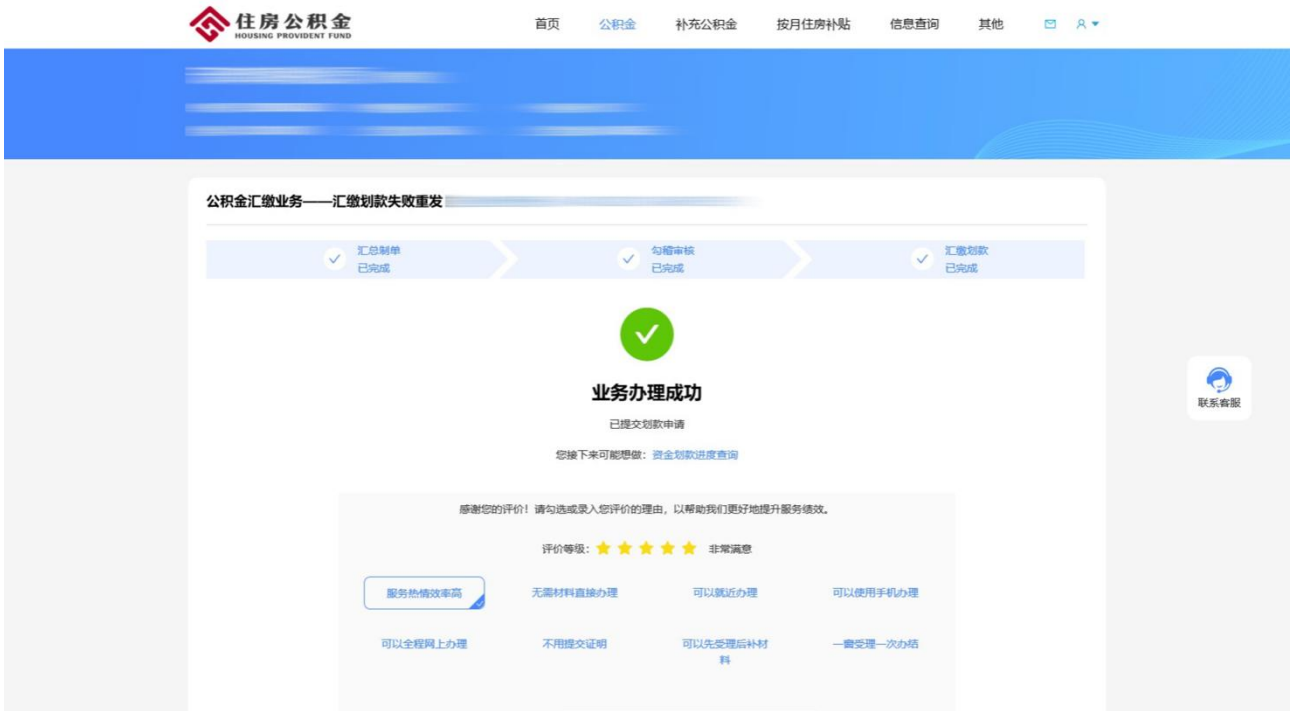 住房公积金
HOUSING PROVIDENT FUND
首页 公积金 补充公积金 按月住房补贴 信息查询 其他
公积金汇缴业务——汇缴划款失败重发
汇总制单 勾稽审核 汇缴划款
已完成 已完成 已完成
业务办理成功
已提交划款申请
您接下来可能想做：资金划款进度查询
联系客服
感谢您的评价！请勾选或录入您评价的理由，以帮助我们更好地提升服务绩效。
评价等级： 非常满意
服务热情效率高 无需材料直接办理 可以就近办理 可以使用手机办理
可以全程网上办理 不用提交证明 可以先受理后补材 一窗受理一次办结
料